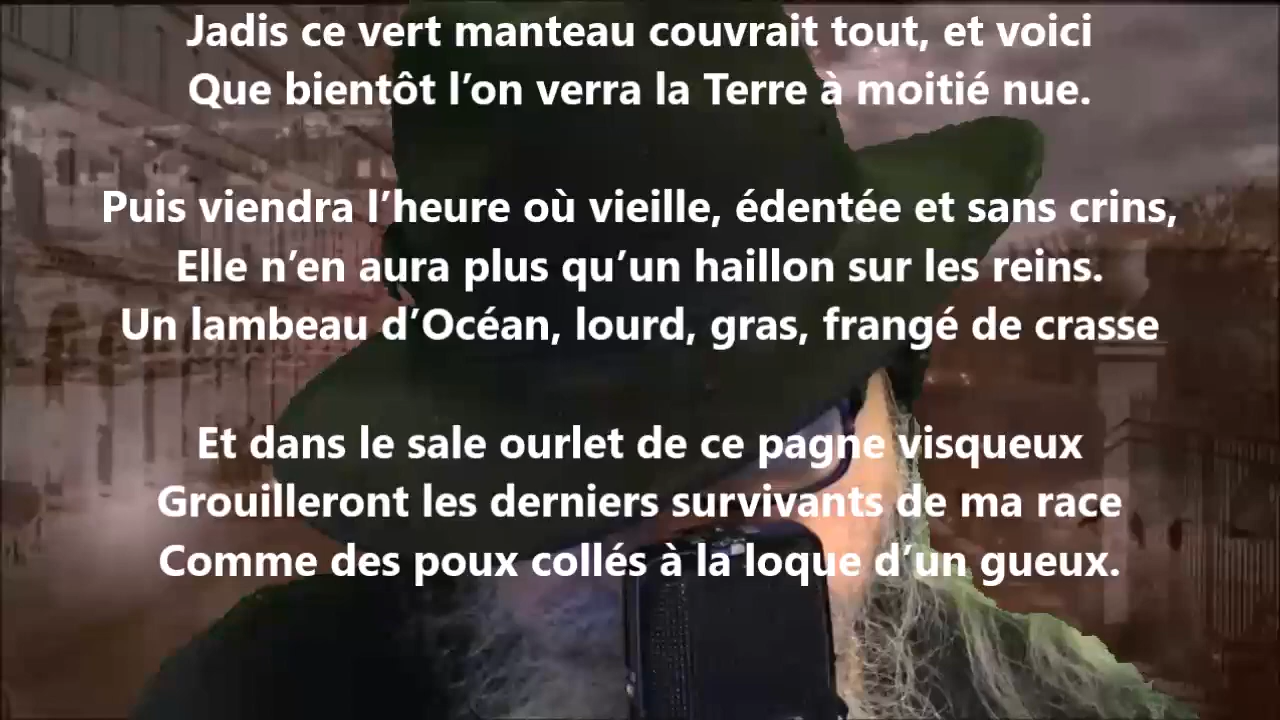 Jadis ce vert manteau couvrait tout, et voici
Que bientôt l’on verra la Terre à moitié nue.
Puis viendra l’heure où vieille, édentée et sans crins,
Elle n’en aura plus qu’un haillon sur les reins.
Un lambeau d’Océan, lourd, gras, frangé de crasse
Et dans le sale ourlet de ce pagne visqueux
Grouilleront les derniers survivants de ma race
Comme des poux collés à la loque d’un gueux.